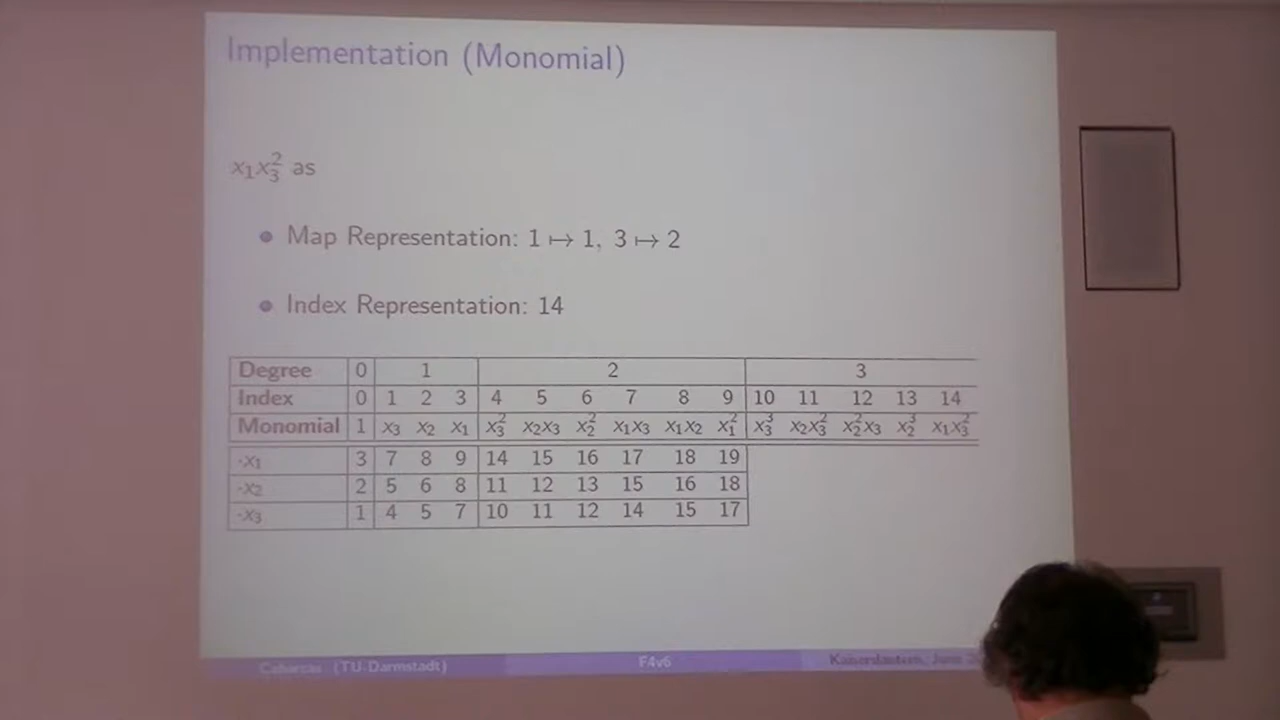 Implementation (Monomial)
x₁x₃² as
• Map Representation: 1 ↦ 1, 3 ↦ 2
• Index Representation: 14
Degree 0 1 2 3
Index 0 1 2 3 4 5 6 7 8 9 10 11 12 13 14
Monomial 1 x₃ x₂ x₁ x₃² x₂x₃ x₂² x₁x₃ x₁x₂ x₁² x₃³ x₂x₃² x₂²x₃ x₂³ x₁x₃²
·x₁ 3 7 8 9 14 15 16 17 18 19
·x₂ 2 5 6 8 11 12 13 15 16 18
·x₃ 1 4 5 7 10 11 12 14 15 17
Cabarcas (TU-Darmstadt) F4v6 Kaiserslautern, June